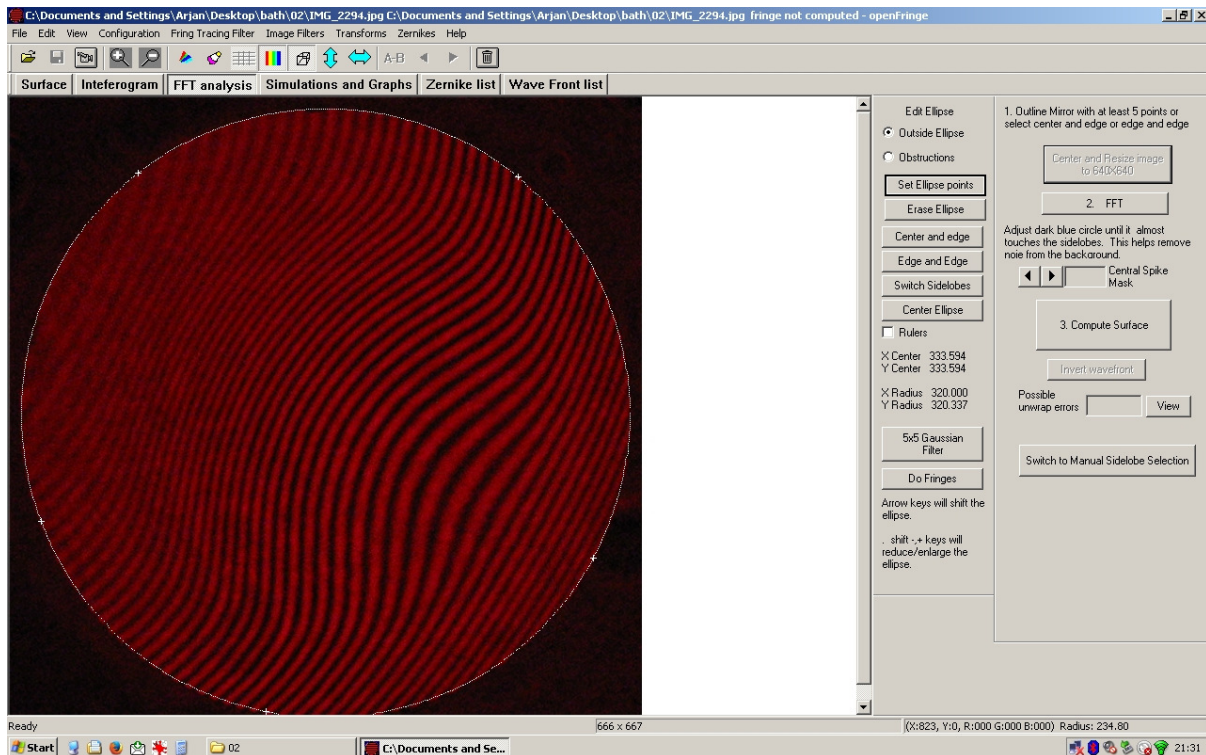 C:\Documents and Settings\Arjan\Desktop\bath\02\IMG_2294.jpg C:\Documents and Settings\Arjan\Desktop\bath\02\IMG_2294.jpg fringe not computed - openFringe
File Edit View Configuration Fring Tracing Filter Image Filters Transforms Zernikes Help
A-B
Surface Inteferogram FFT analysis Simulations and Graphs Zernike list Wave Front list
Edit Ellipse
Outside Ellipse
Obstructions
Set Ellipse points
Erase Ellipse
Center and edge
Edge and Edge
Switch Sidelobes
Center Ellipse
Rulers
X Center 333.594
Y Center 333.594
X Radius 320.000
Y Radius 320.337
5x5 Gaussian
Filter
Do Fringes
Arrow keys will shift the
ellipse.
. shift -,+ keys will
reduce/enlarge the
ellipse.
1. Outline Mirror with at least 5 points or
select center and edge or edge and edge
Center and Resize image
to 640X640
2. FFT
Adjust dark blue circle until it almost
touches the sidelobes. This helps remove
noie from the background.
Central Spike
Mask
3. Compute Surface
Invert wavefront
Possible
unwrap errors
View
Switch to Manual Sidelobe Selection
Ready
666 x 667
(X:823, Y:0, R:000 G:000 B:000) Radius: 234.80
Start
02
C:\Documents and Se...
21:31